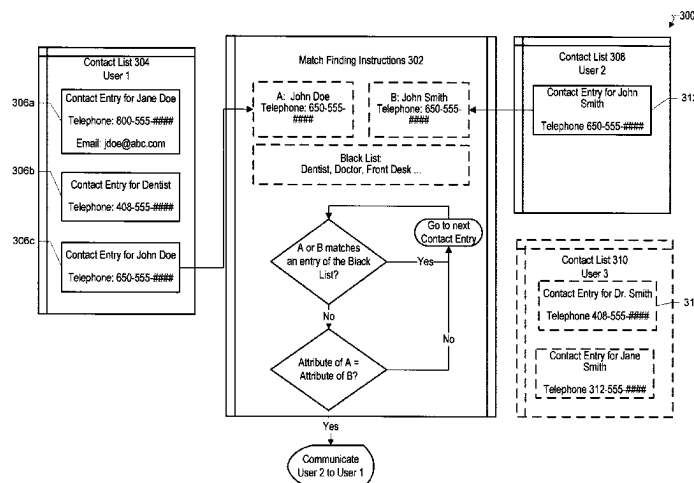 300
Contact List 304
User 1
306a
Contact Entry for Jane Doe
Telephone: 800-555-####
Email: jdoe@abc.com
306b
Contact Entry for Dentist
Telephone: 408-555-####
306c
Contact Entry for John Doe
Telephone: 650-555-####
Match Finding Instructions 302
A: John Doe
Telephone: 650-555-
####
B: John Smith
Telephone: 650-555-
####
Black List:
Dentist, Doctor, Front Desk ...
Go to next
Contact Entry
A or B matches
an entry of the Black
List?
Yes
No
Attribute of A =
Attribute of B?
No
Yes
Communicate
User 2 to User 1
Contact List 308
User 2
Contact Entry for John
Smith
Telephone 650-555-####
312
Contact List 310
User 3
Contact Entry for Dr. Smith
Telephone 408-555-####
31
Contact Entry for Jane
Smith
Telephone 312-555-####